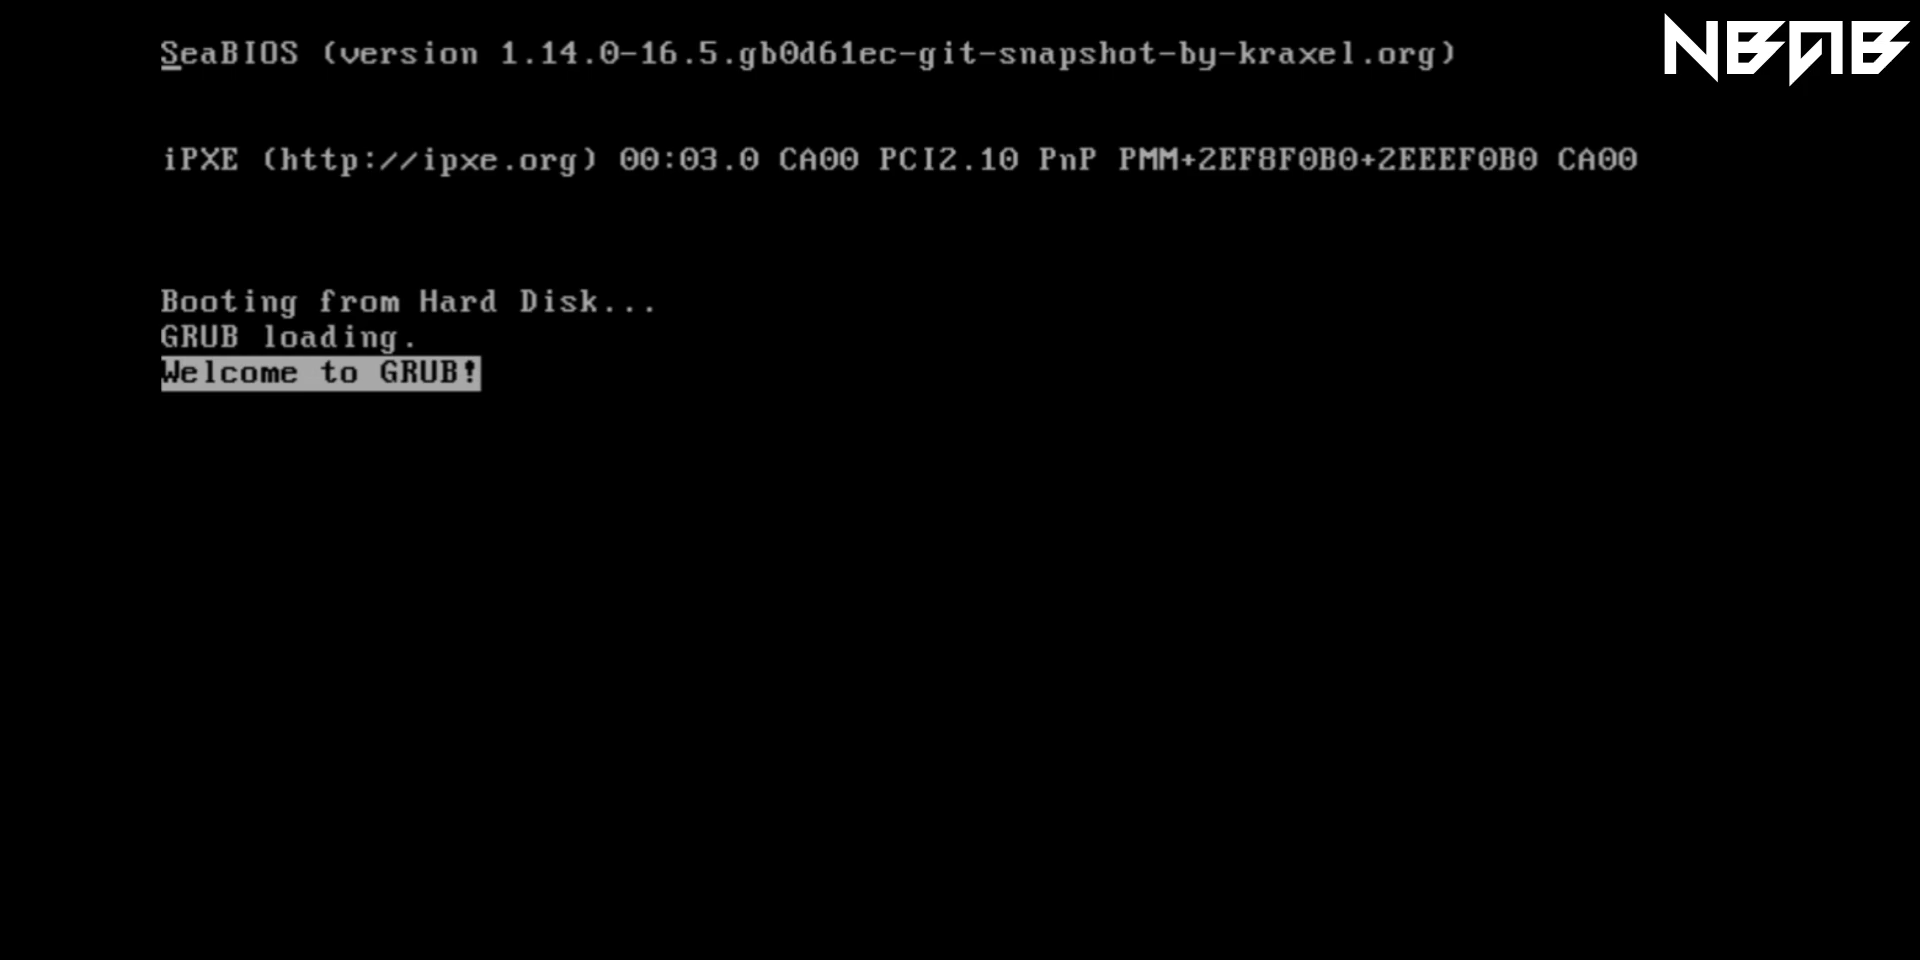 SeaBIOS (version 1.14.0-16.5.gb0d61ec-git-snapshot-by-kraxel.org)
NBAB
iPXE (http://ipxe.org) 00:03.0 CA00 PCI2.10 PnP PMM+2EF8F0B0+2EEEF0B0 CA00
Booting from Hard Disk...
GRUB loading.
Welcome to GRUB!